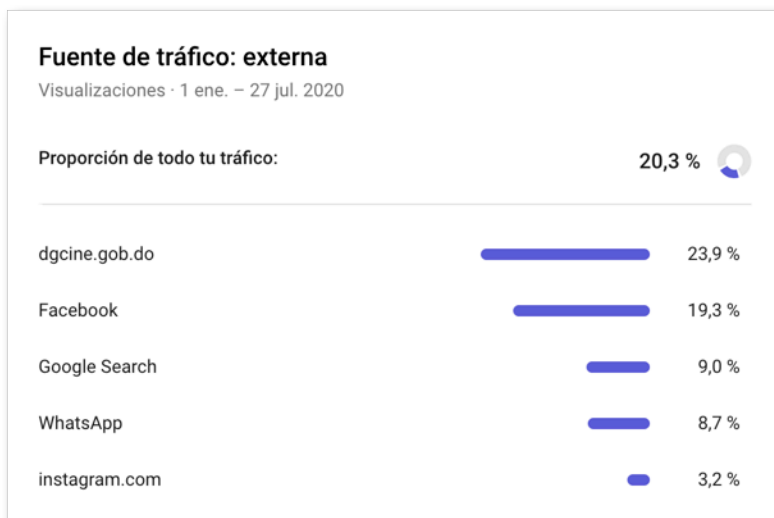 Fuente de tráfico: externa
Visualizaciones · 1 ene. – 27 jul. 2020
Proporción de todo tu tráfico: 20,3 %
dgcine.gob.do 23,9 %
Facebook 19,3 %
Google Search 9,0 %
WhatsApp 8,7 %
instagram.com 3,2 %